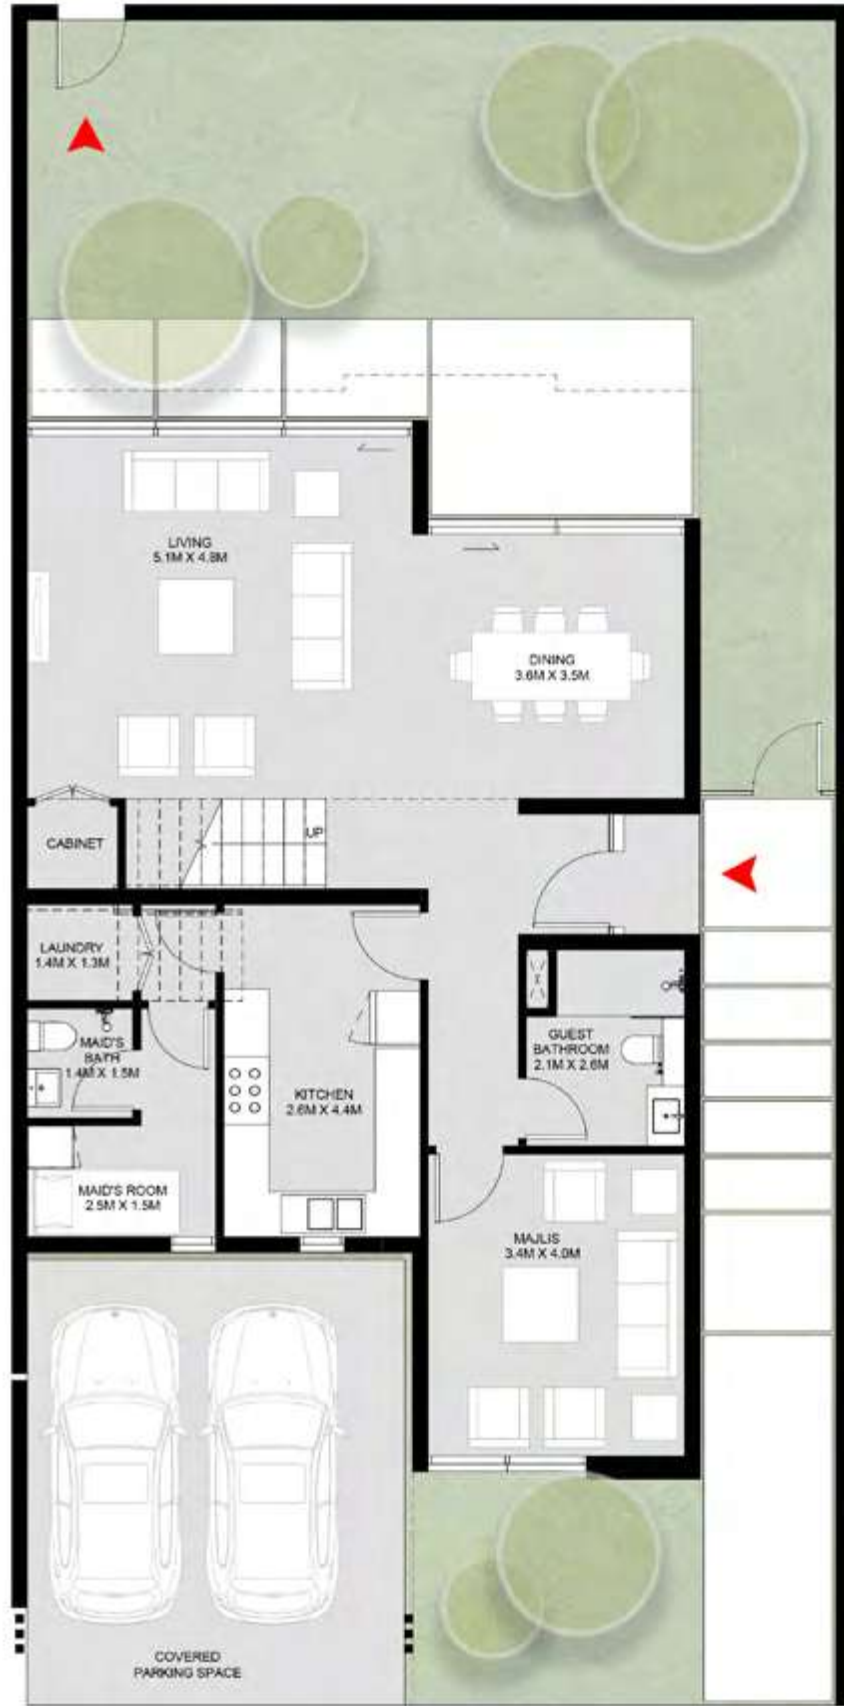 LIVING
5.1M X 4.8M
DINING
3.6M X 3.5M
CABINET
UP
LAUNDRY
1.4M X 1.3M
MAID'S
BATH
1.4M X 1.5M
GUEST
BATHROOM
2.1M X 2.6M
KITCHEN
2.6M X 4.4M
MAID'S ROOM
2.5M X 1.5M
MAJLIS
3.4M X 4.0M
COVERED
PARKING SPACE